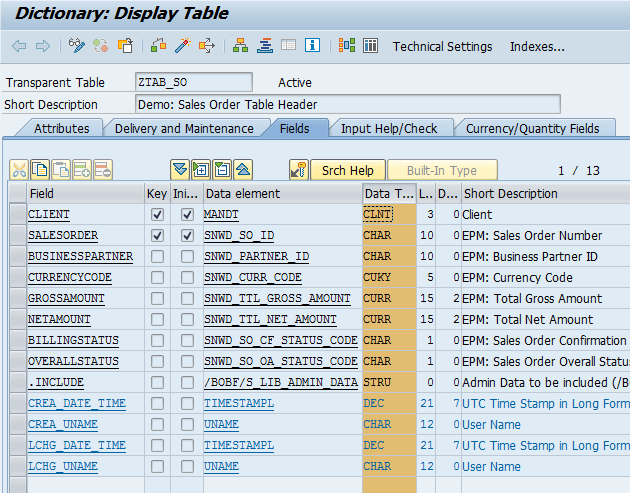 Dictionary: Display Table
Technical Settings Indexes...
Transparent Table ZTAB_SO Active
Short Description Demo: Sales Order Table Header
Attributes Delivery and Maintenance Fields Input Help/Check Currency/Quantity Fields
Srch Help Built-In Type 1 / 13
Field Key Ini... Data element Data T... L... D... Short Description
CLIENT MANDT CLNT 3 0 Client
SALESORDER SNWD_SO_ID CHAR 10 0 EPM: Sales Order Number
BUSINESSPARTNER SNWD_PARTNER_ID CHAR 10 0 EPM: Business Partner ID
CURRENCYCODE SNWD_CURR_CODE CUKY 5 0 EPM: Currency Code
GROSSAMOUNT SNWD_TTL_GROSS_AMOUNT CURR 15 2 EPM: Total Gross Amount
NETAMOUNT SNWD_TTL_NET_AMOUNT CURR 15 2 EPM: Total Net Amount
BILLINGSTATUS SNWD_SO_CF_STATUS_CODE CHAR 1 0 EPM: Sales Order Confirmation
OVERALLSTATUS SNWD_SO_OA_STATUS_CODE CHAR 1 0 EPM: Sales Order Overall Status
.INCLUDE /BOBF/S_LIB_ADMIN_DATA STRU 0 0 Admin Data to be included (/B
CREA_DATE_TIME TIMESTAMPL DEC 21 7 UTC Time Stamp in Long Form
CREA_UNAME UNAME CHAR 12 0 User Name
LCHG_DATE_TIME TIMESTAMPL DEC 21 7 UTC Time Stamp in Long Form
LCHG_UNAME UNAME CHAR 12 0 User Name